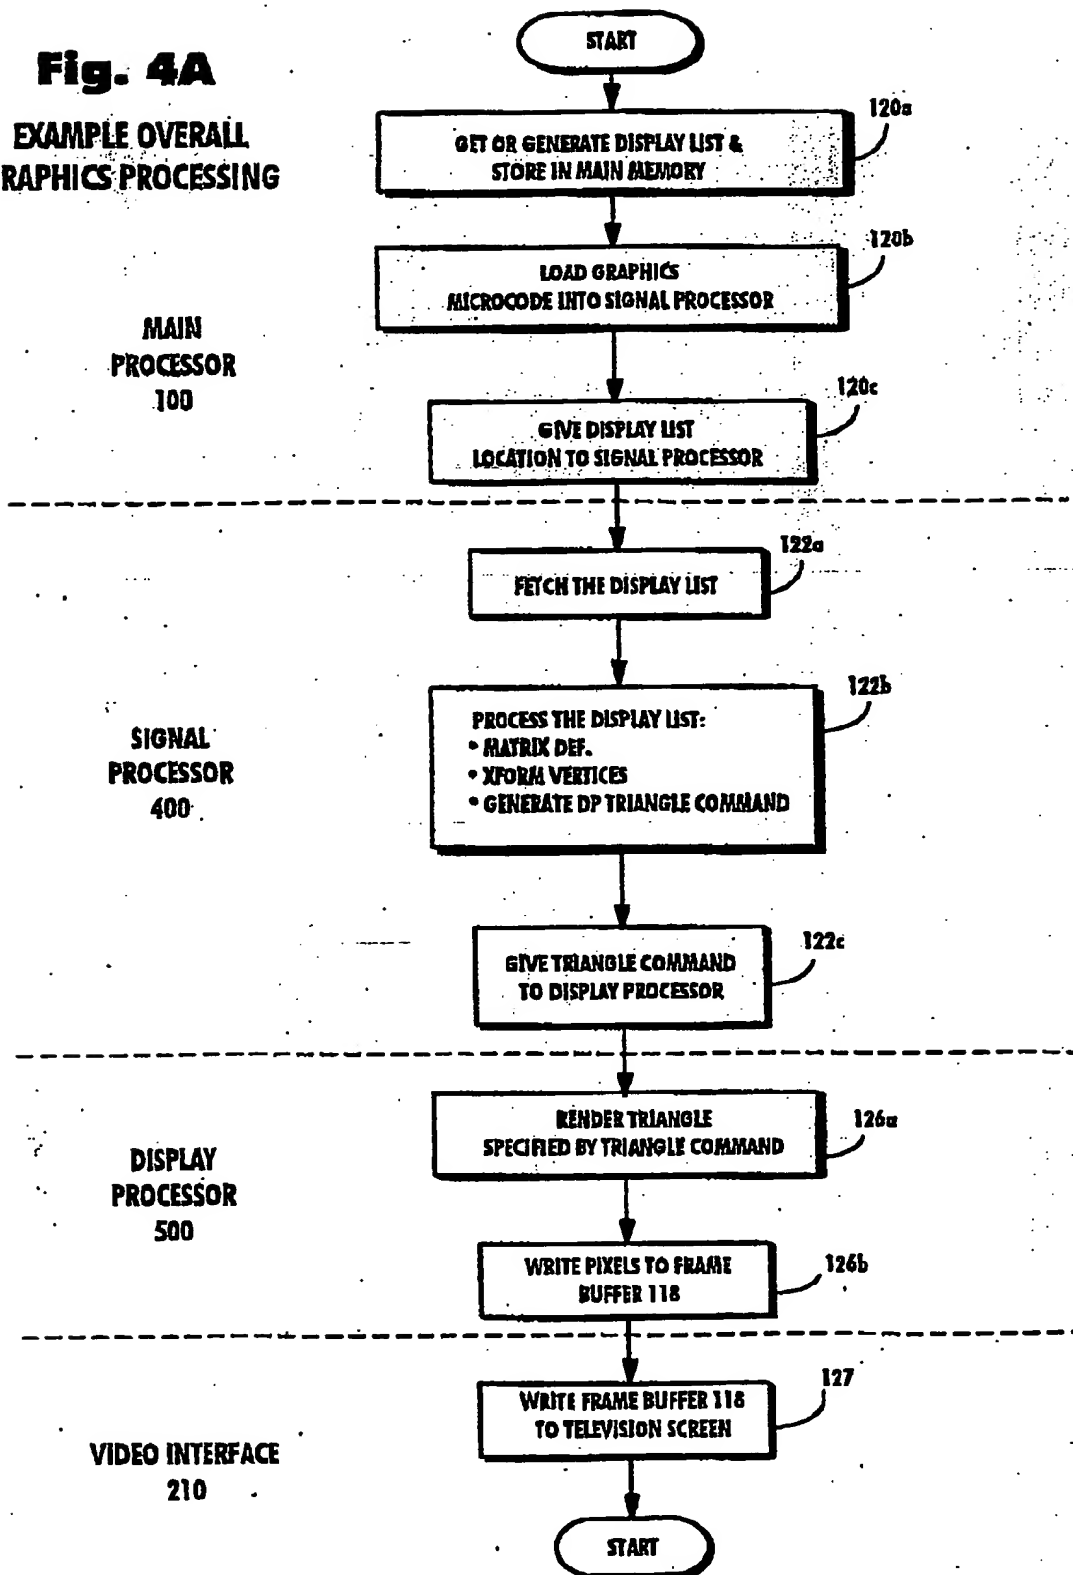 Fig. 4A
EXAMPLE OVERALL
RAPHICS PROCESSING
START
GET OR GENERATE DISPLAY LIST &
STORE IN MAIN MEMORY
120a
LOAD GRAPHICS
MICROCODE INTO SIGNAL PROCESSOR
120b
MAIN
PROCESSOR
100
GIVE DISPLAY LIST
LOCATION TO SIGNAL PROCESSOR
120c
FETCH THE DISPLAY LIST
122a
SIGNAL
PROCESSOR
400
PROCESS THE DISPLAY LIST:
• MATRIX DEF.
• XFORM VERTICES
• GENERATE DP TRIANGLE COMMAND
122b
GIVE TRIANGLE COMMAND
TO DISPLAY PROCESSOR
122c
DISPLAY
PROCESSOR
500
RENDER TRIANGLE
SPECIFIED BY TRIANGLE COMMAND
126a
WRITE PIXELS TO FRAME
BUFFER 118
126b
VIDEO INTERFACE
210
WRITE FRAME BUFFER 118
TO TELEVISION SCREEN
127
START